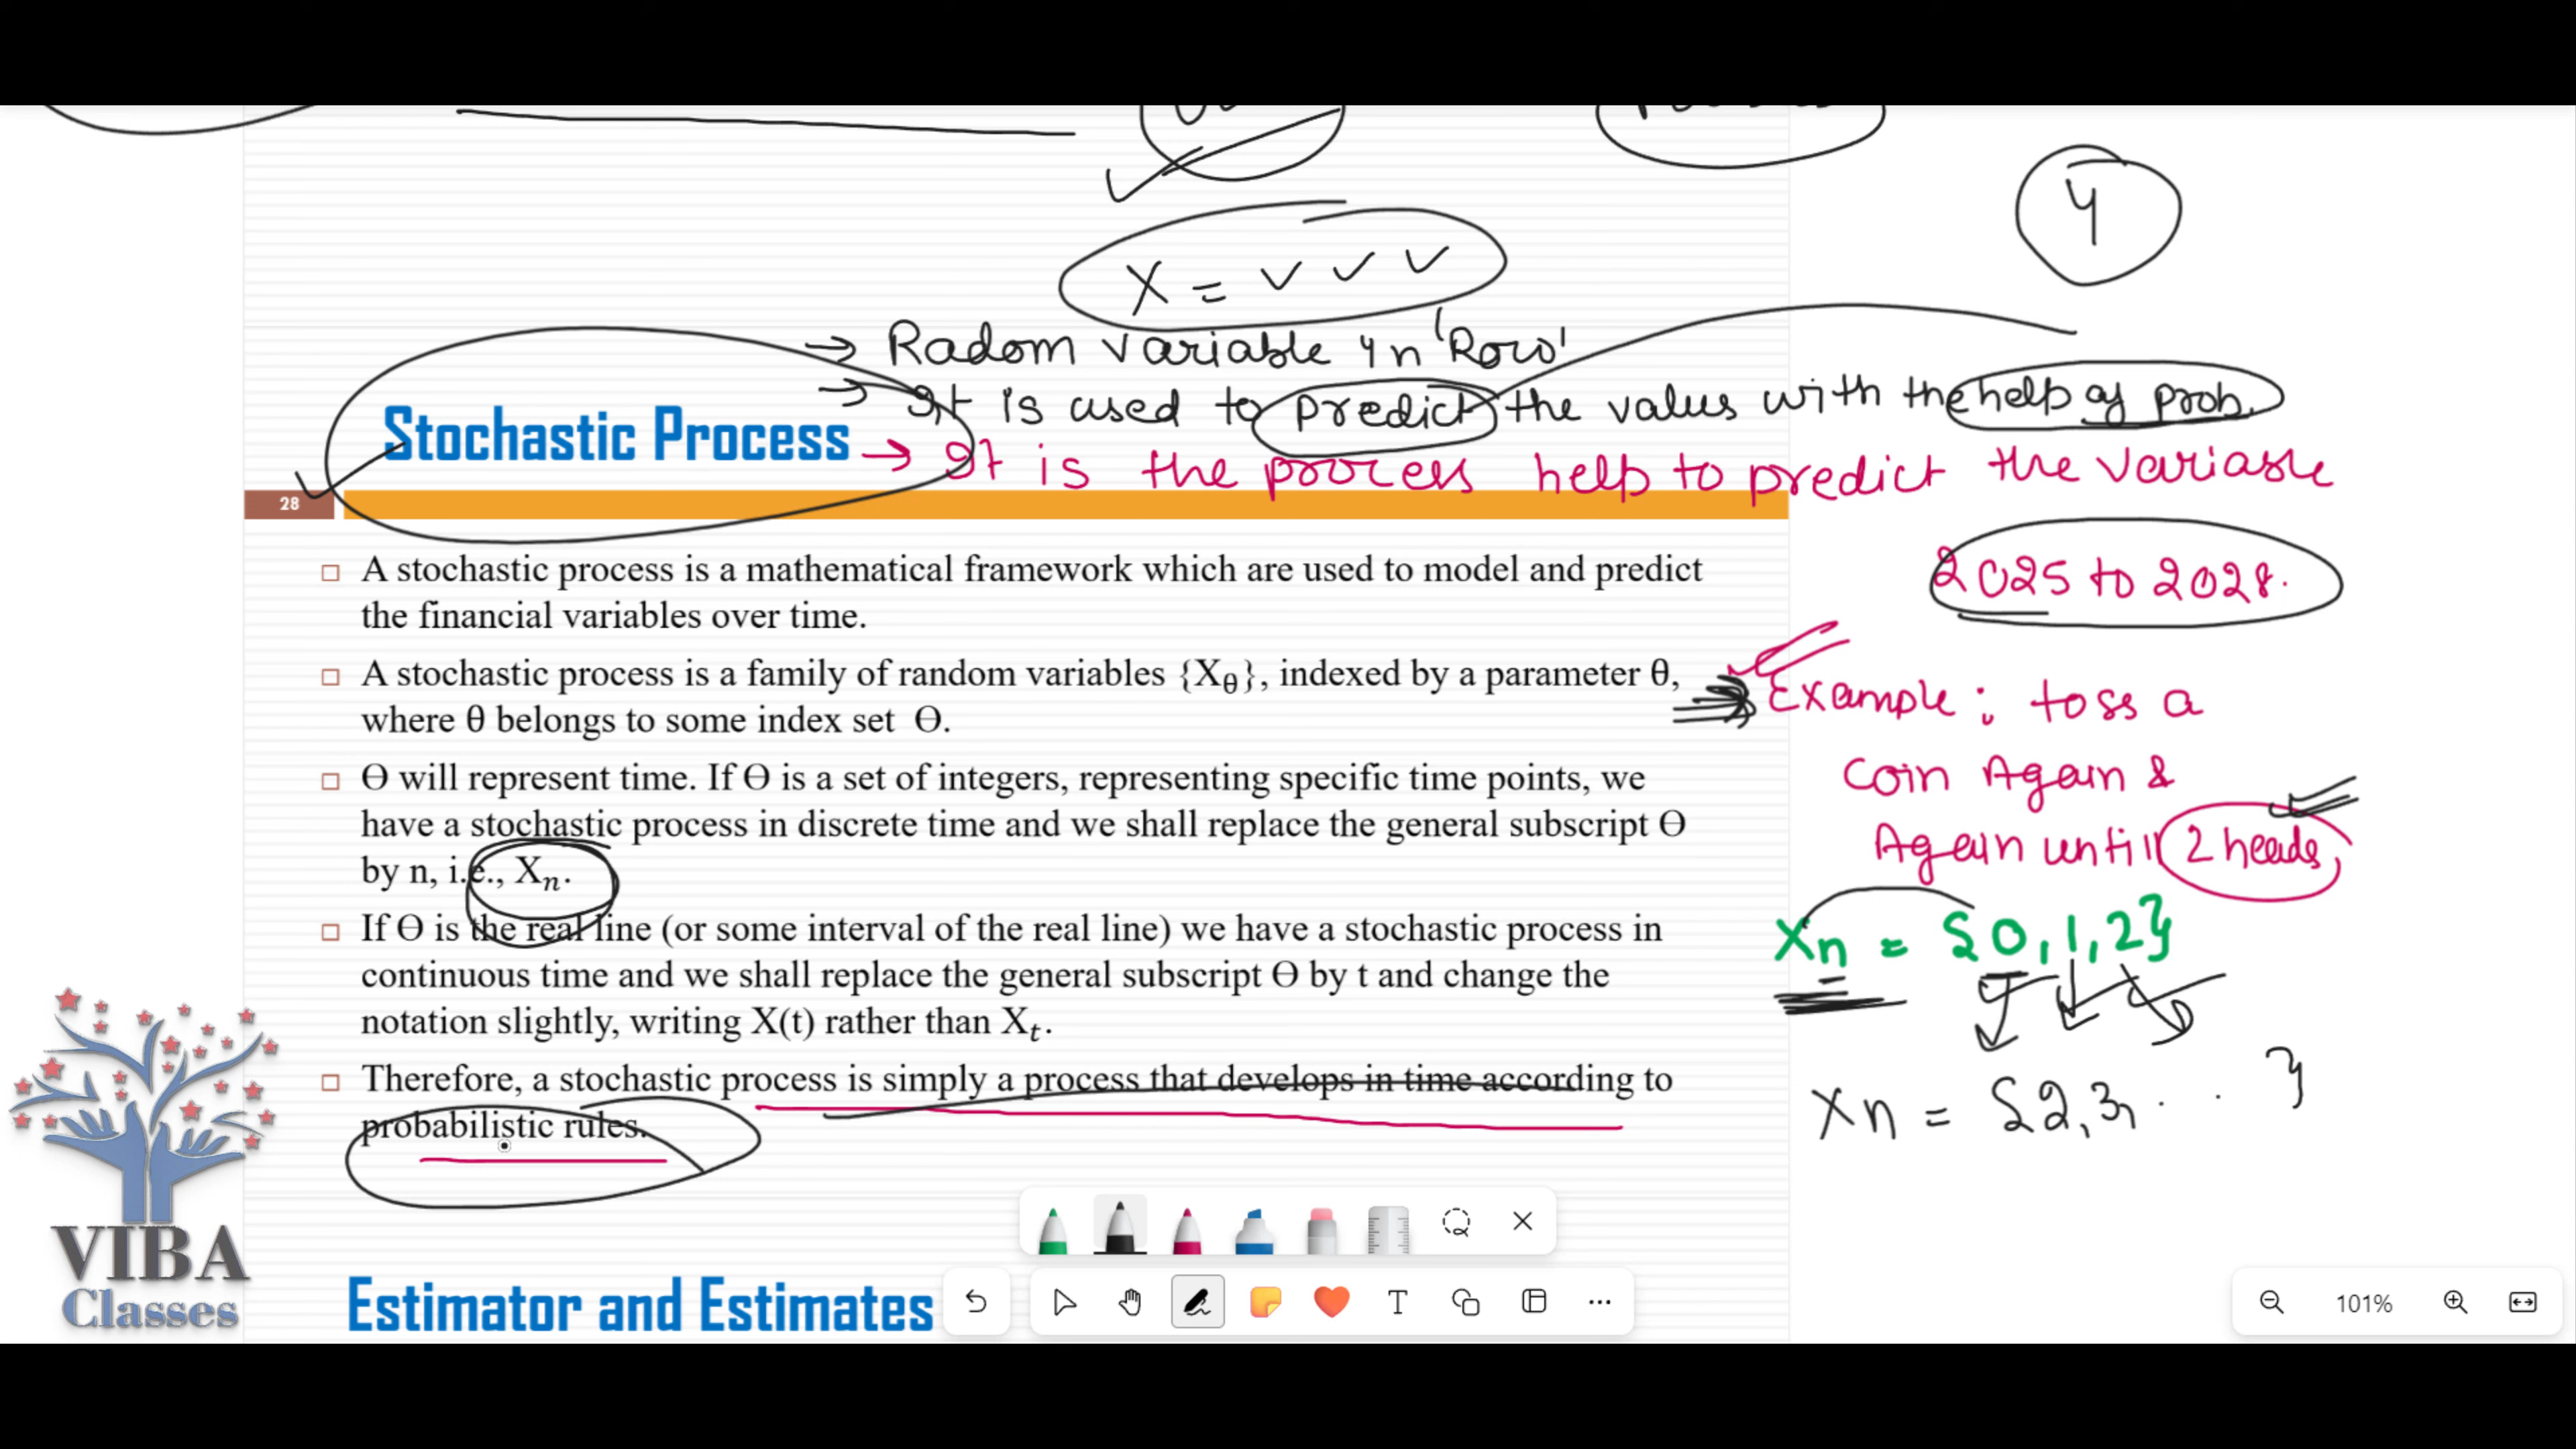 4
X = ✓ ✓ ✓
→ Radom variable in 'Row'
→ It is used to predict the value with the help of prob.
Stochastic Process → It is the process help to predict the variable
28
2025 to 2028.
A stochastic process is a mathematical framework which are used to model and predict
the financial variables over time.
A stochastic process is a family of random variables {Xθ}, indexed by a parameter θ,
where θ belongs to some index set Θ.
Θ will represent time. If Θ is a set of integers, representing specific time points, we
have a stochastic process in discrete time and we shall replace the general subscript Θ
by n, i.e., Xn.
If Θ is the real line (or some interval of the real line) we have a stochastic process in
continuous time and we shall replace the general subscript Θ by t and change the
notation slightly, writing X(t) rather than Xt.
Therefore, a stochastic process is simply a process that develops in time according to
probabilistic rules.
Example: toss a
coin Again &
Again until 2 heads,
Xn = {0,1,2}
Xn = {2,3, . . }
VIBA
Classes
Estimator and Estimates
T
101%